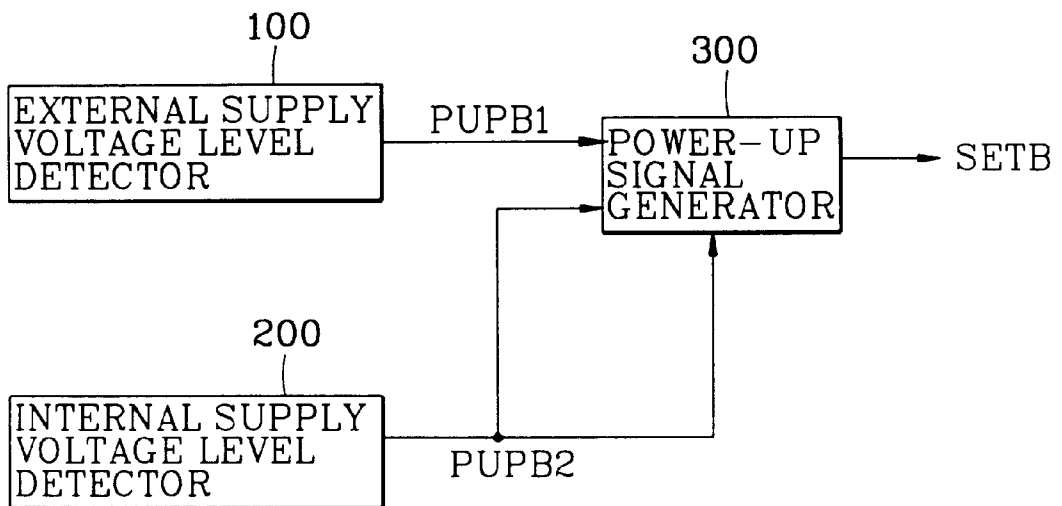 100
EXTERNAL SUPPLY
VOLTAGE LEVEL
DETECTOR
PUPB1
300
POWER-UP
SIGNAL
GENERATOR
SETB
200
INTERNAL SUPPLY
VOLTAGE LEVEL
DETECTOR
PUPB2